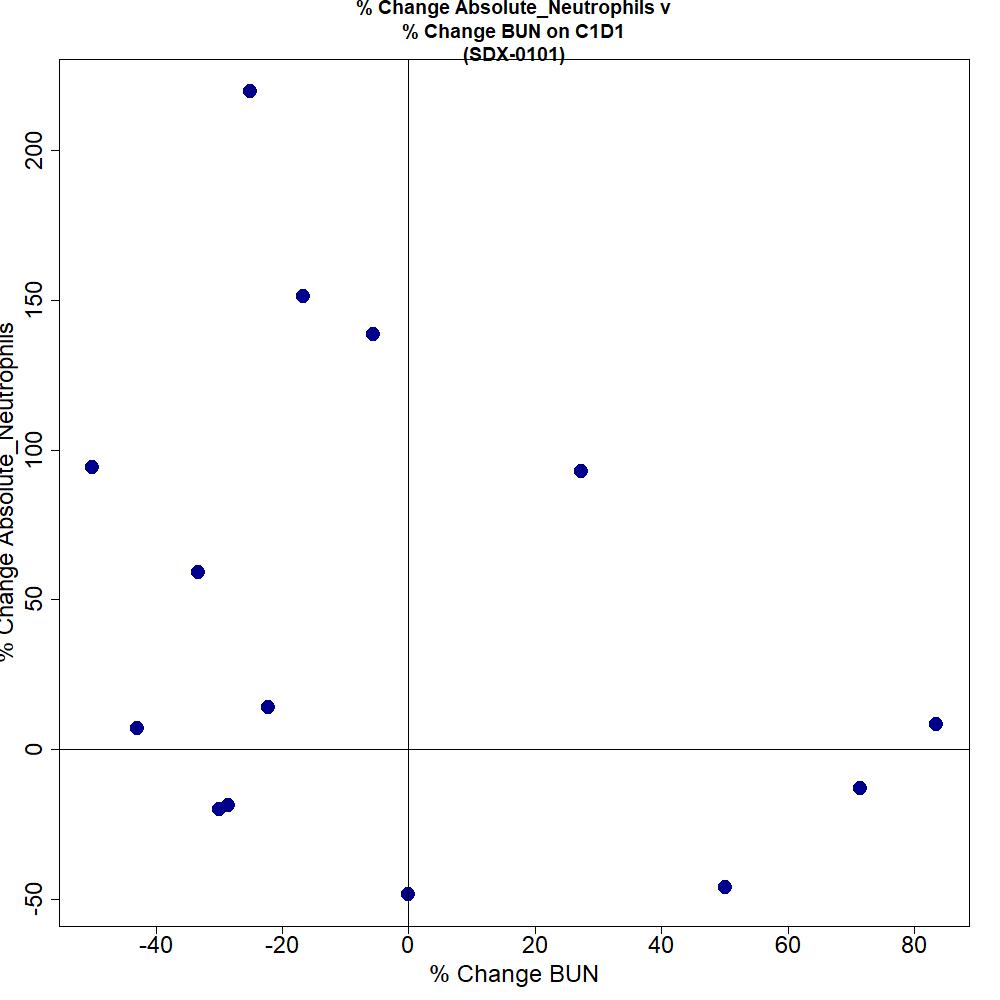 % Change Absolute_Neutrophils v
% Change BUN on C1D1
(SDX-0101)
% Change Absolute_Neutrophils
200
150
100
50
0
-50
-40
-20
0
20
40
60
80
% Change BUN